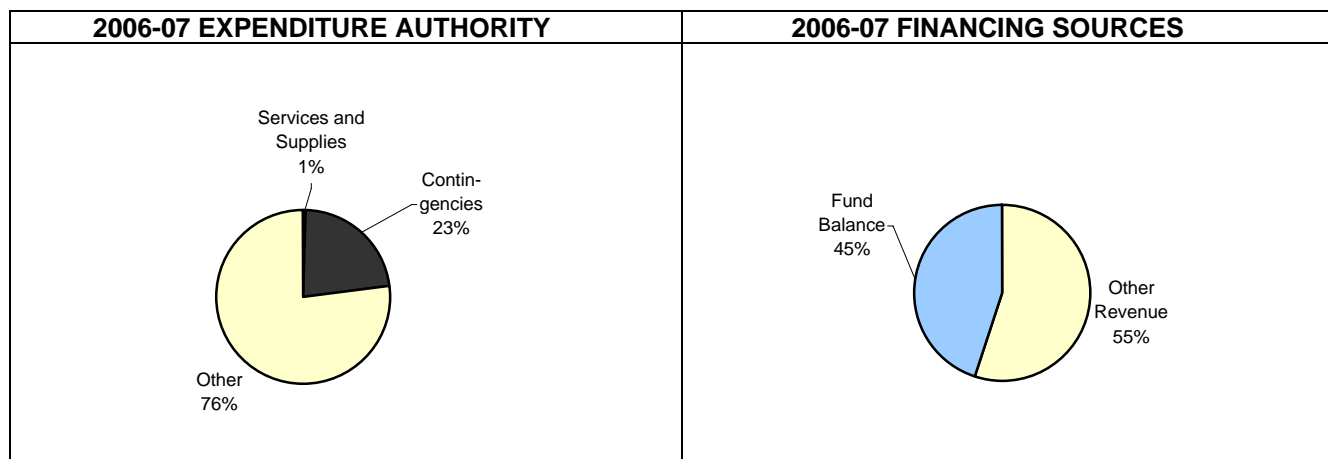 2006-07 EXPENDITURE AUTHORITY
Services and
Supplies
1%
Contin-
gencies
23%
Other
76%
2006-07 FINANCING SOURCES
Fund
Balance
45%
Other
Revenue
55%